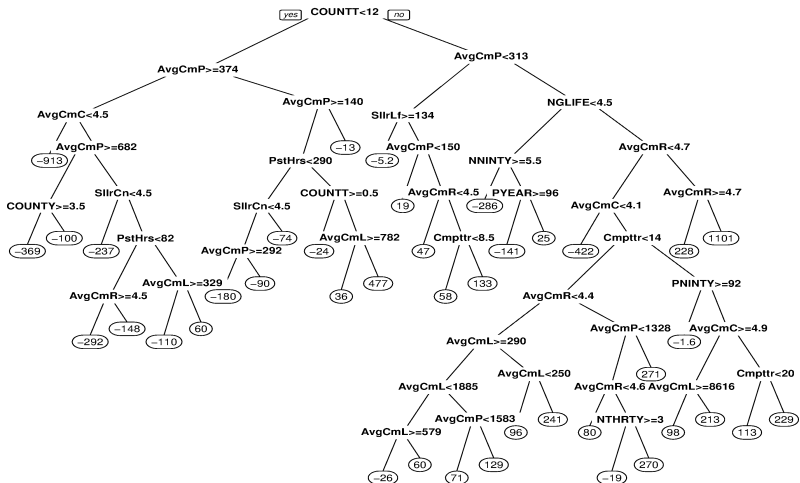 yes COUNTT<12 no
AvgCmP<313
AvgCmP>=374
AvgCmP>=140 NGLIFE<4.5
AvgCmC<4.5 SllrLf>=134
-13
AvgCmP>=682 AvgCmP<150 AvgCmR<4.7
-913 -5.2
PstHrs<290 NNINTY>=5.5
SllrCn<4.5 COUNTT>=0.5 AvgCmR<4.5 PYEAR>=96 AvgCmR>=4.7
COUNTY>=3.5 SllrCn<4.5 19 -286 AvgCmC<4.1
PstHrs<82 -100 -74 AvgCmL>=782 Cmpttr<8.5 25 Cmpttr<14
-369 -237 AvgCmP>=292 -24 47 -141 -422 228 1101
AvgCmL>=329 -90 477 133 PNINTY>=92
AvgCmR>=4.5 -180 36 58 AvgCmR<4.4
-148 60 AvgCmP<1328 AvgCmC>=4.9
-292 -110 AvgCmL>=290 -1.6
AvgCmL<250 271 Cmpttr<20
AvgCmL<1885 AvgCmR<4.6 AvgCmL>=8616
AvgCmP<1583 241 NTHRTY>=3 213 229
AvgCmL>=579 96 80 98 113
60 129 270
-26 71 -19